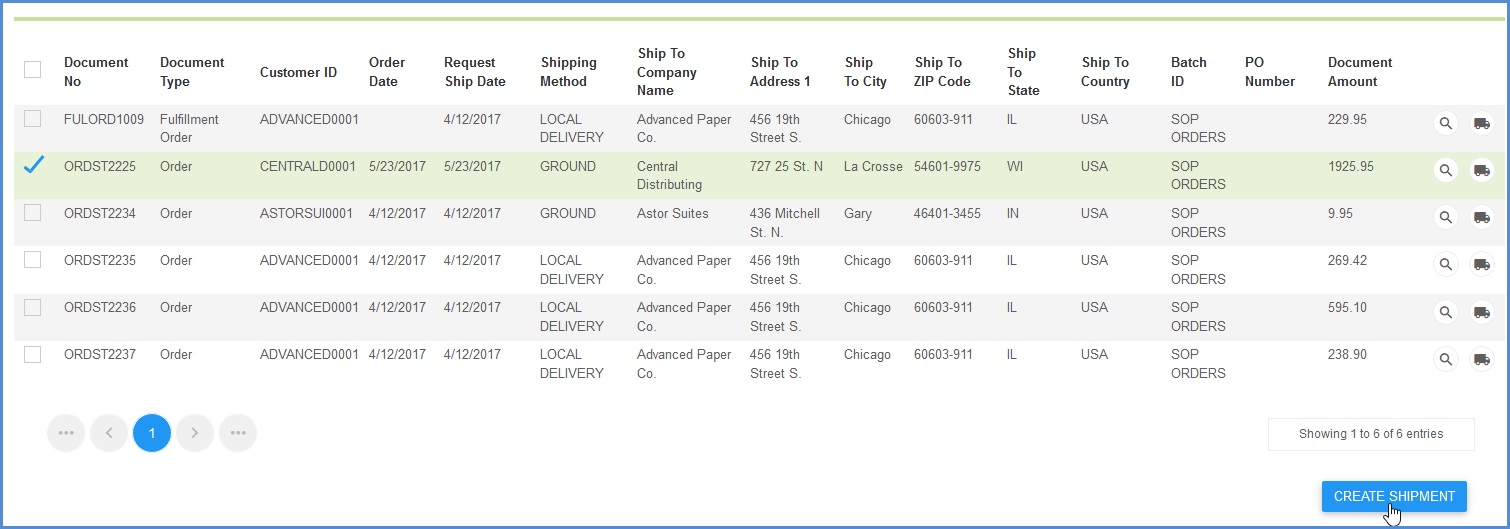 Document No Document Type Customer ID Order Date Request Ship Date Shipping Method Ship To Company Name Ship To Address 1 Ship To City Ship To ZIP Code Ship To State Ship To Country Batch ID PO Number Document Amount
FULORD1009 Fulfillment Order ADVANCED0001 4/12/2017 LOCAL DELIVERY Advanced Paper Co. 456 19th Street S. Chicago 60603-911 IL USA SOP ORDERS 229.95
ORDST2225 Order CENTRALD0001 5/23/2017 5/23/2017 GROUND Central Distributing 727 25 St. N La Crosse 54601-9975 WI USA SOP ORDERS 1925.95
ORDST2234 Order ASTORSUI0001 4/12/2017 4/12/2017 GROUND Astor Suites 436 Mitchell St. N. Gary 46401-3455 IN USA SOP ORDERS 9.95
ORDST2235 Order ADVANCED0001 4/12/2017 4/12/2017 LOCAL DELIVERY Advanced Paper Co. 456 19th Street S. Chicago 60603-911 IL USA SOP ORDERS 269.42
ORDST2236 Order ADVANCED0001 4/12/2017 4/12/2017 LOCAL DELIVERY Advanced Paper Co. 456 19th Street S. Chicago 60603-911 IL USA SOP ORDERS 595.10
ORDST2237 Order ADVANCED0001 4/12/2017 4/12/2017 LOCAL DELIVERY Advanced Paper Co. 456 19th Street S. Chicago 60603-911 IL USA SOP ORDERS 238.90
1
Showing 1 to 6 of 6 entries
CREATE SHIPMENT